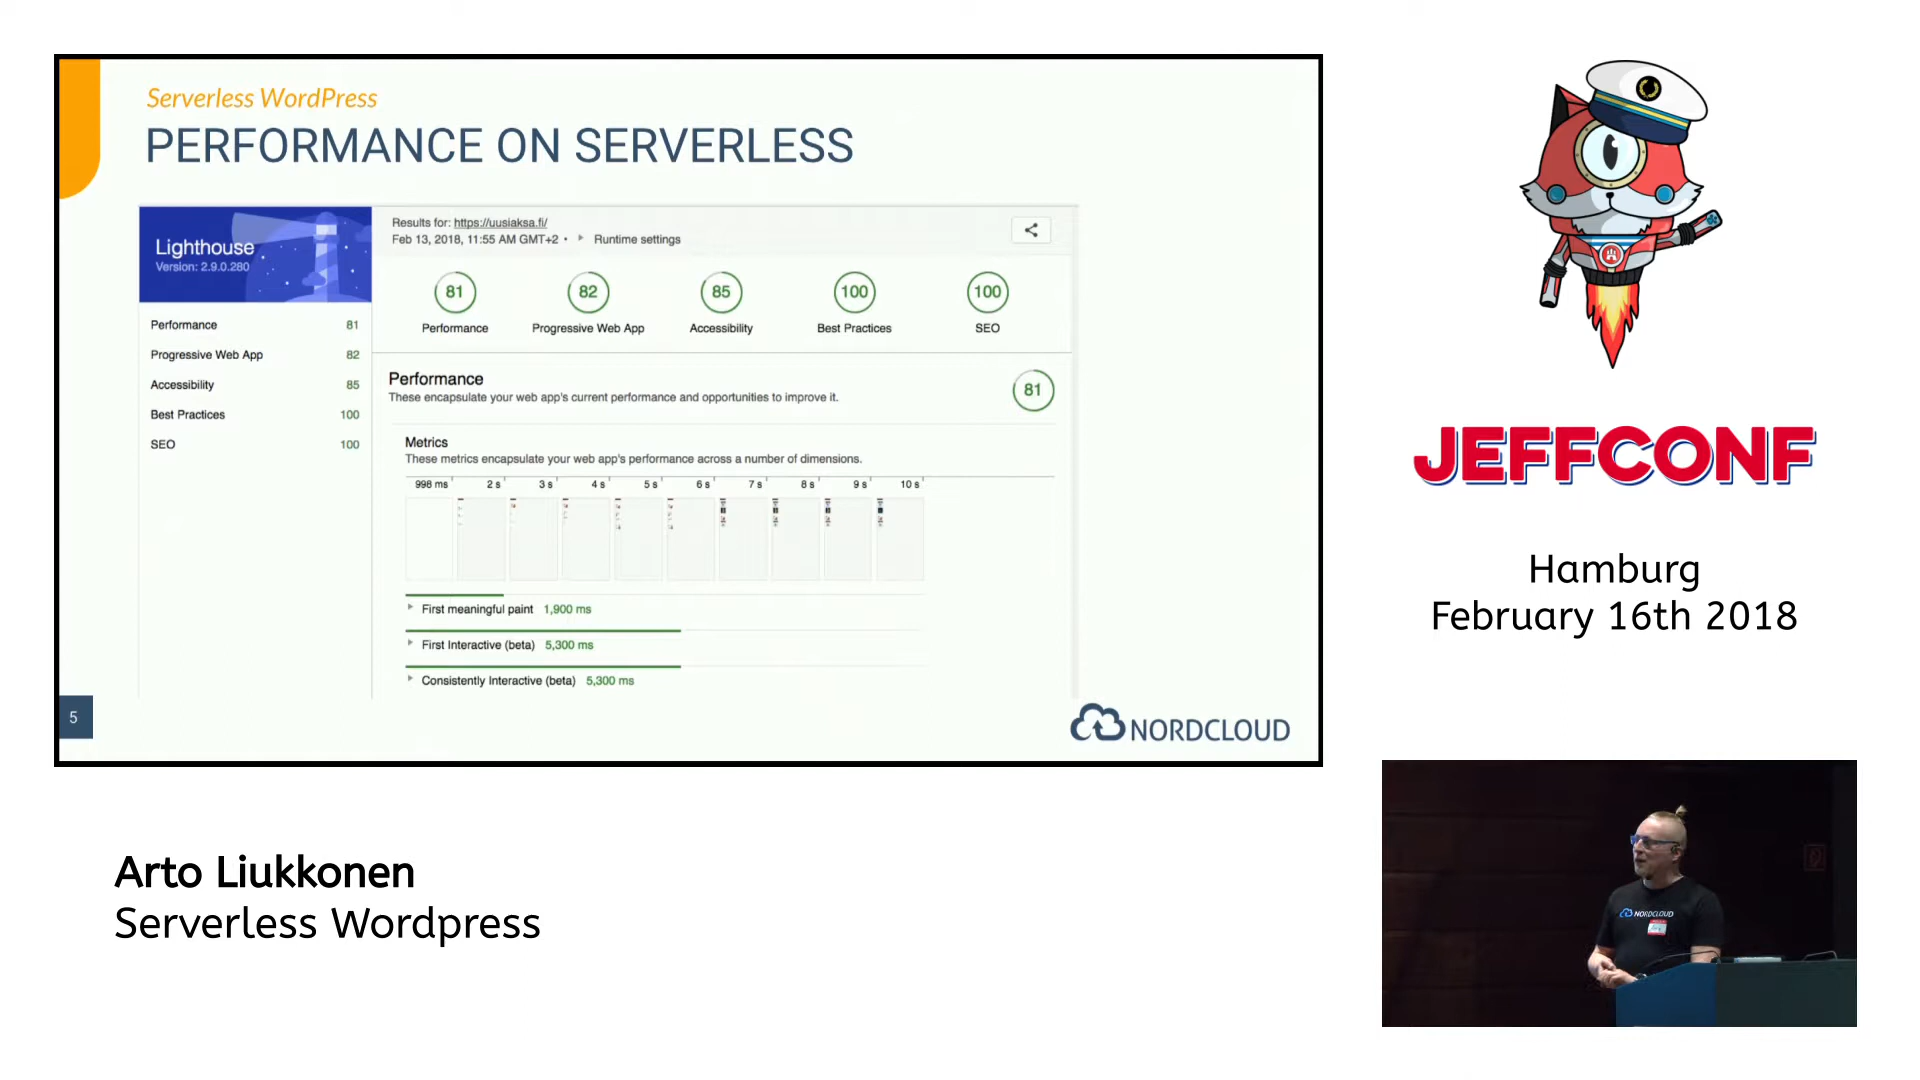 Serverless WordPress
PERFORMANCE ON SERVERLESS
Lighthouse
Version: 2.9.0.280
Performance 81
Progressive Web App 82
Accessibility 85
Best Practices 100
SEO 100
Results for: https://uusiaksa.fi/
Feb 13, 2018, 11:55 AM GMT+2 • Runtime settings
81 82 85 100 100
Performance Progressive Web App Accessibility Best Practices SEO
Performance
These encapsulate your web app's current performance and opportunities to improve it.
81
Metrics
These metrics encapsulate your web app's performance across a number of dimensions.
998 ms 2 s 3 s 4 s 5 s 6 s 7 s 8 s 9 s 10 s
First meaningful paint 1,900 ms
First Interactive (beta) 5,300 ms
Consistently Interactive (beta) 5,300 ms
5
NORDCLOUD
JEFFCONF
Hamburg
February 16th 2018
Arto Liukkonen
Serverless Wordpress
NORDCLOUD